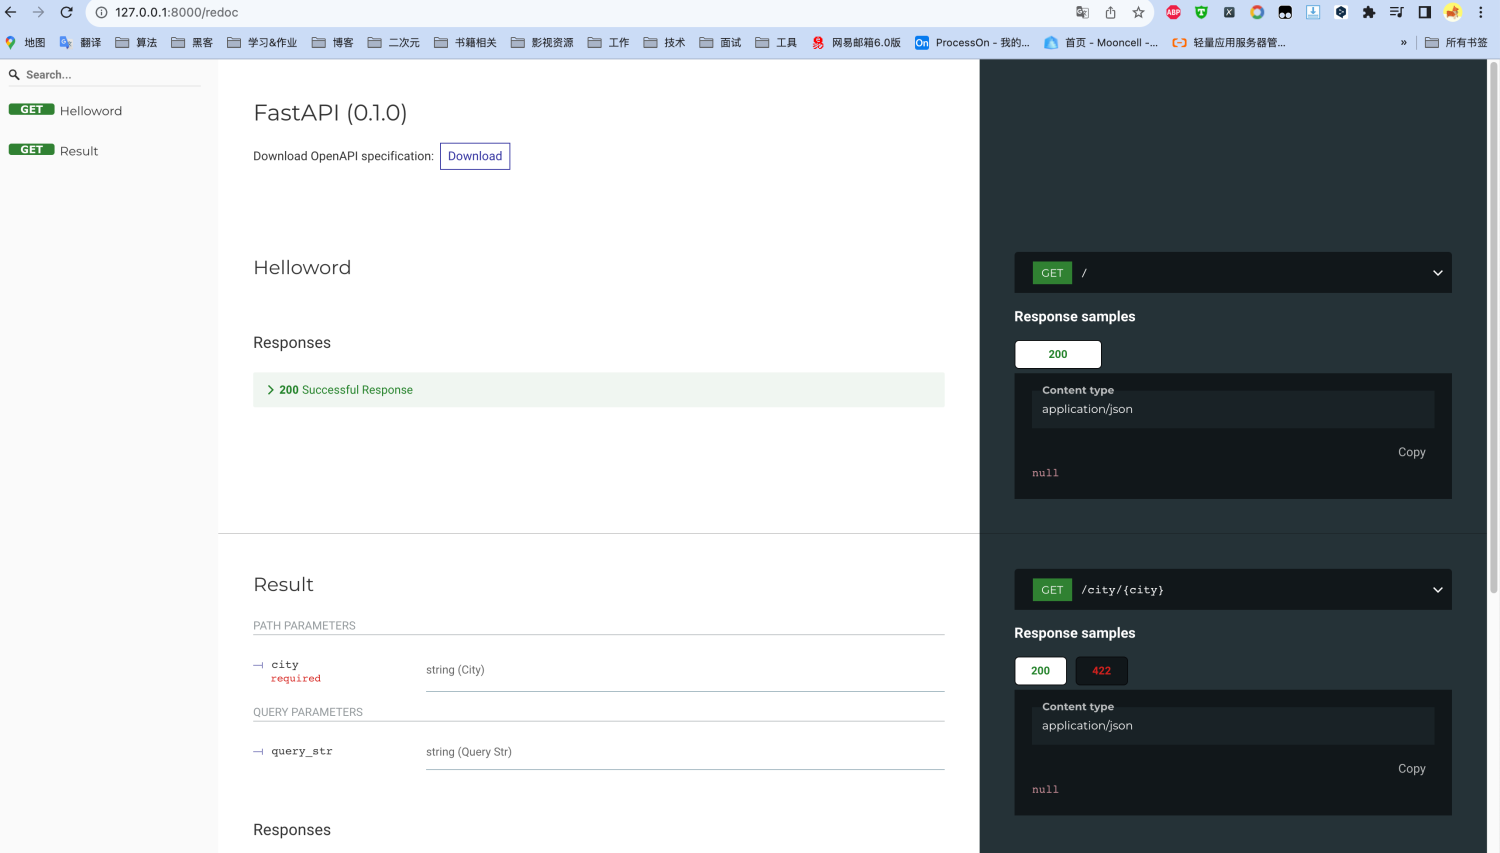 127.0.0.1:8000/redoc
ABP
地图 翻译 算法 黑客 学习&作业 博客 二次元 书籍相关 影视资源 工作 技术 面试 工具 网易邮箱6.0版 On ProcessOn - 我的... 首页 - Mooncell -... 轻量应用服务器管... » 所有书签
Search...
GET Helloword
GET Result
FastAPI (0.1.0)
Download OpenAPI specification: Download
Helloword
Responses
200 Successful Response
GET /
Response samples
200
Content type
application/json
Copy
null
Result
PATH PARAMETERS
city
required
string (City)
QUERY PARAMETERS
query_str
string (Query Str)
Responses
GET /city/{city}
Response samples
200 422
Content type
application/json
Copy
null